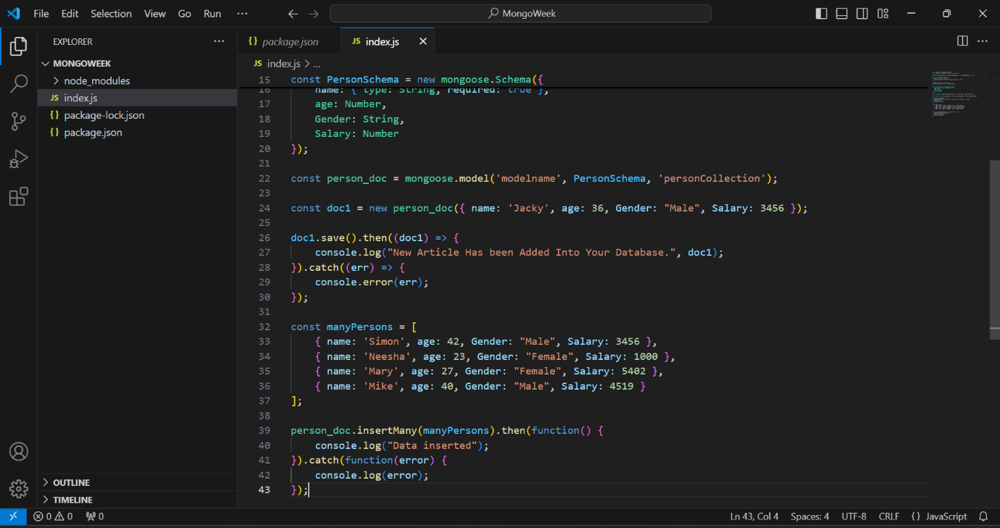 File Edit Selection View Go Run ··· MongoWeek
EXPLORER ···
MONGOWEEK
node_modules
JS index.js
{} package-lock.json
{} package.json
OUTLINE
TIMELINE
{} package.json JS index.js
JS index.js > ...
15 const PersonSchema = new mongoose.Schema({
16 name: { type: String, required: true },
17 age: Number,
18 Gender: String,
19 Salary: Number
20 });
21
22 const person_doc = mongoose.model('modelname', PersonSchema, 'personCollection');
23
24 const doc1 = new person_doc({ name: 'Jacky', age: 36, Gender: "Male", Salary: 3456 });
25
26 doc1.save().then((doc1) => {
27 console.log("New Article Has been Added Into Your Database.", doc1);
28 }).catch((err) => {
29 console.error(err);
30 });
31
32 const manyPersons = [
33 { name: 'Simon', age: 42, Gender: "Male", Salary: 3456 },
34 { name: 'Neesha', age: 23, Gender: "Female", Salary: 1000 },
35 { name: 'Mary', age: 27, Gender: "Female", Salary: 5402 },
36 { name: 'Mike', age: 40, Gender: "Male", Salary: 4519 }
37 ];
38
39 person_doc.insertMany(manyPersons).then(function() {
40 console.log("Data inserted");
41 }).catch(function(error) {
42 console.log(error);
43 });
0 0 0 Ln 43, Col 4 Spaces: 4 UTF-8 CRLF {} JavaScript